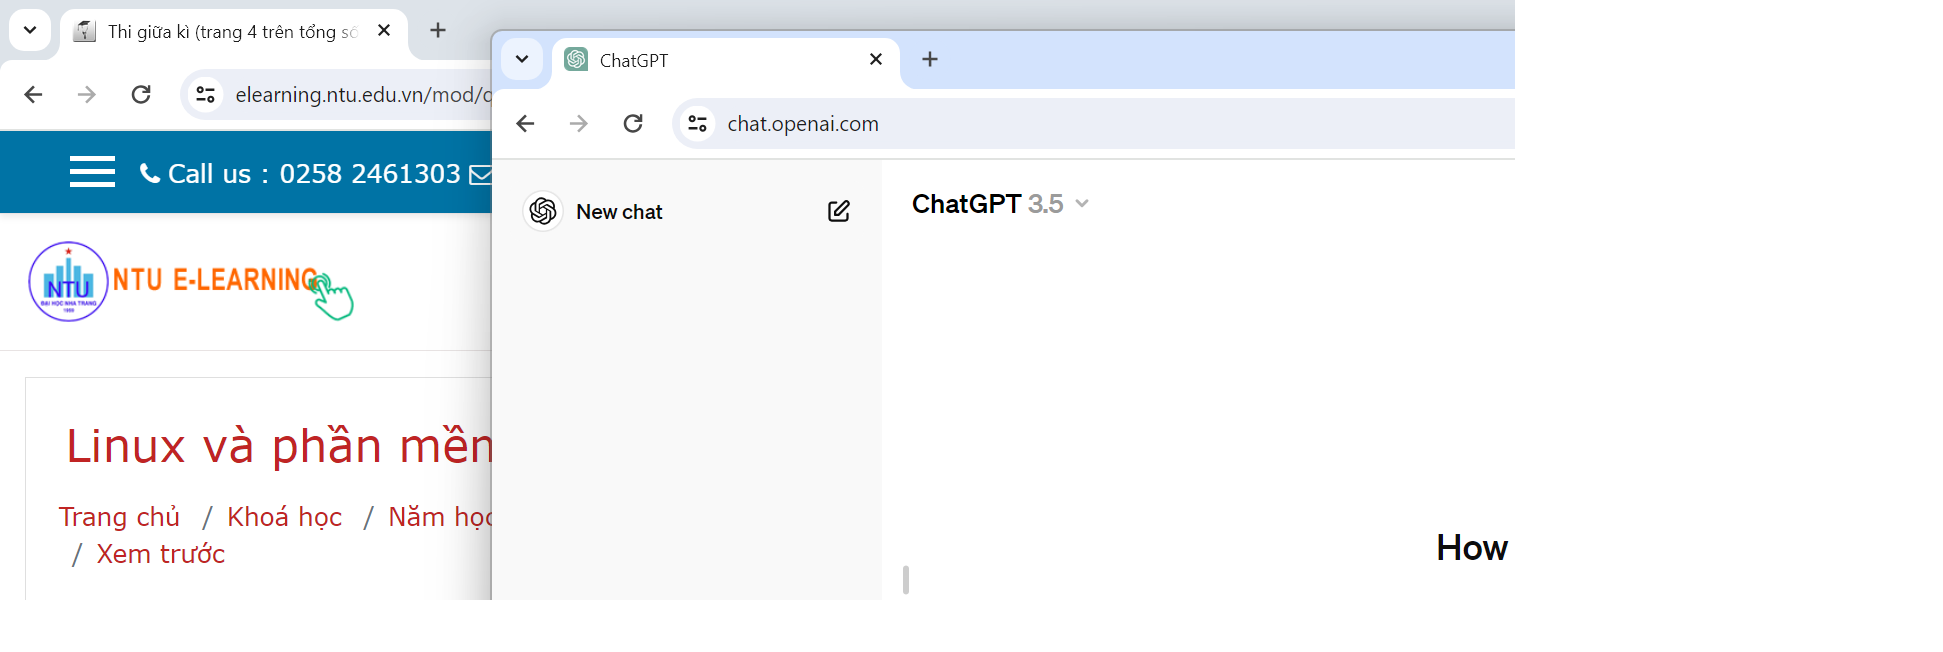 Thi giữa kì (trang 4 trên tổng số
elearning.ntu.edu.vn/mod/q
Call us : 0258 2461303
NTU
ĐẠI HỌC NHA TRANG
1959
NTU E-LEARNING
Linux và phần mền
Trang chủ / Khoá học / Năm học
/ Xem trước
ChatGPT
chat.openai.com
New chat
ChatGPT 3.5
How